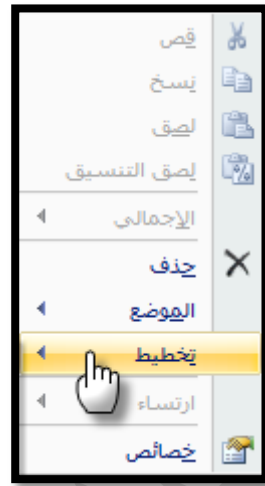 قص
نسخ
لصق
لصق التنسيق
الإجمالي
حذف
الموضع
تخطيط
ارتساء
خصائص